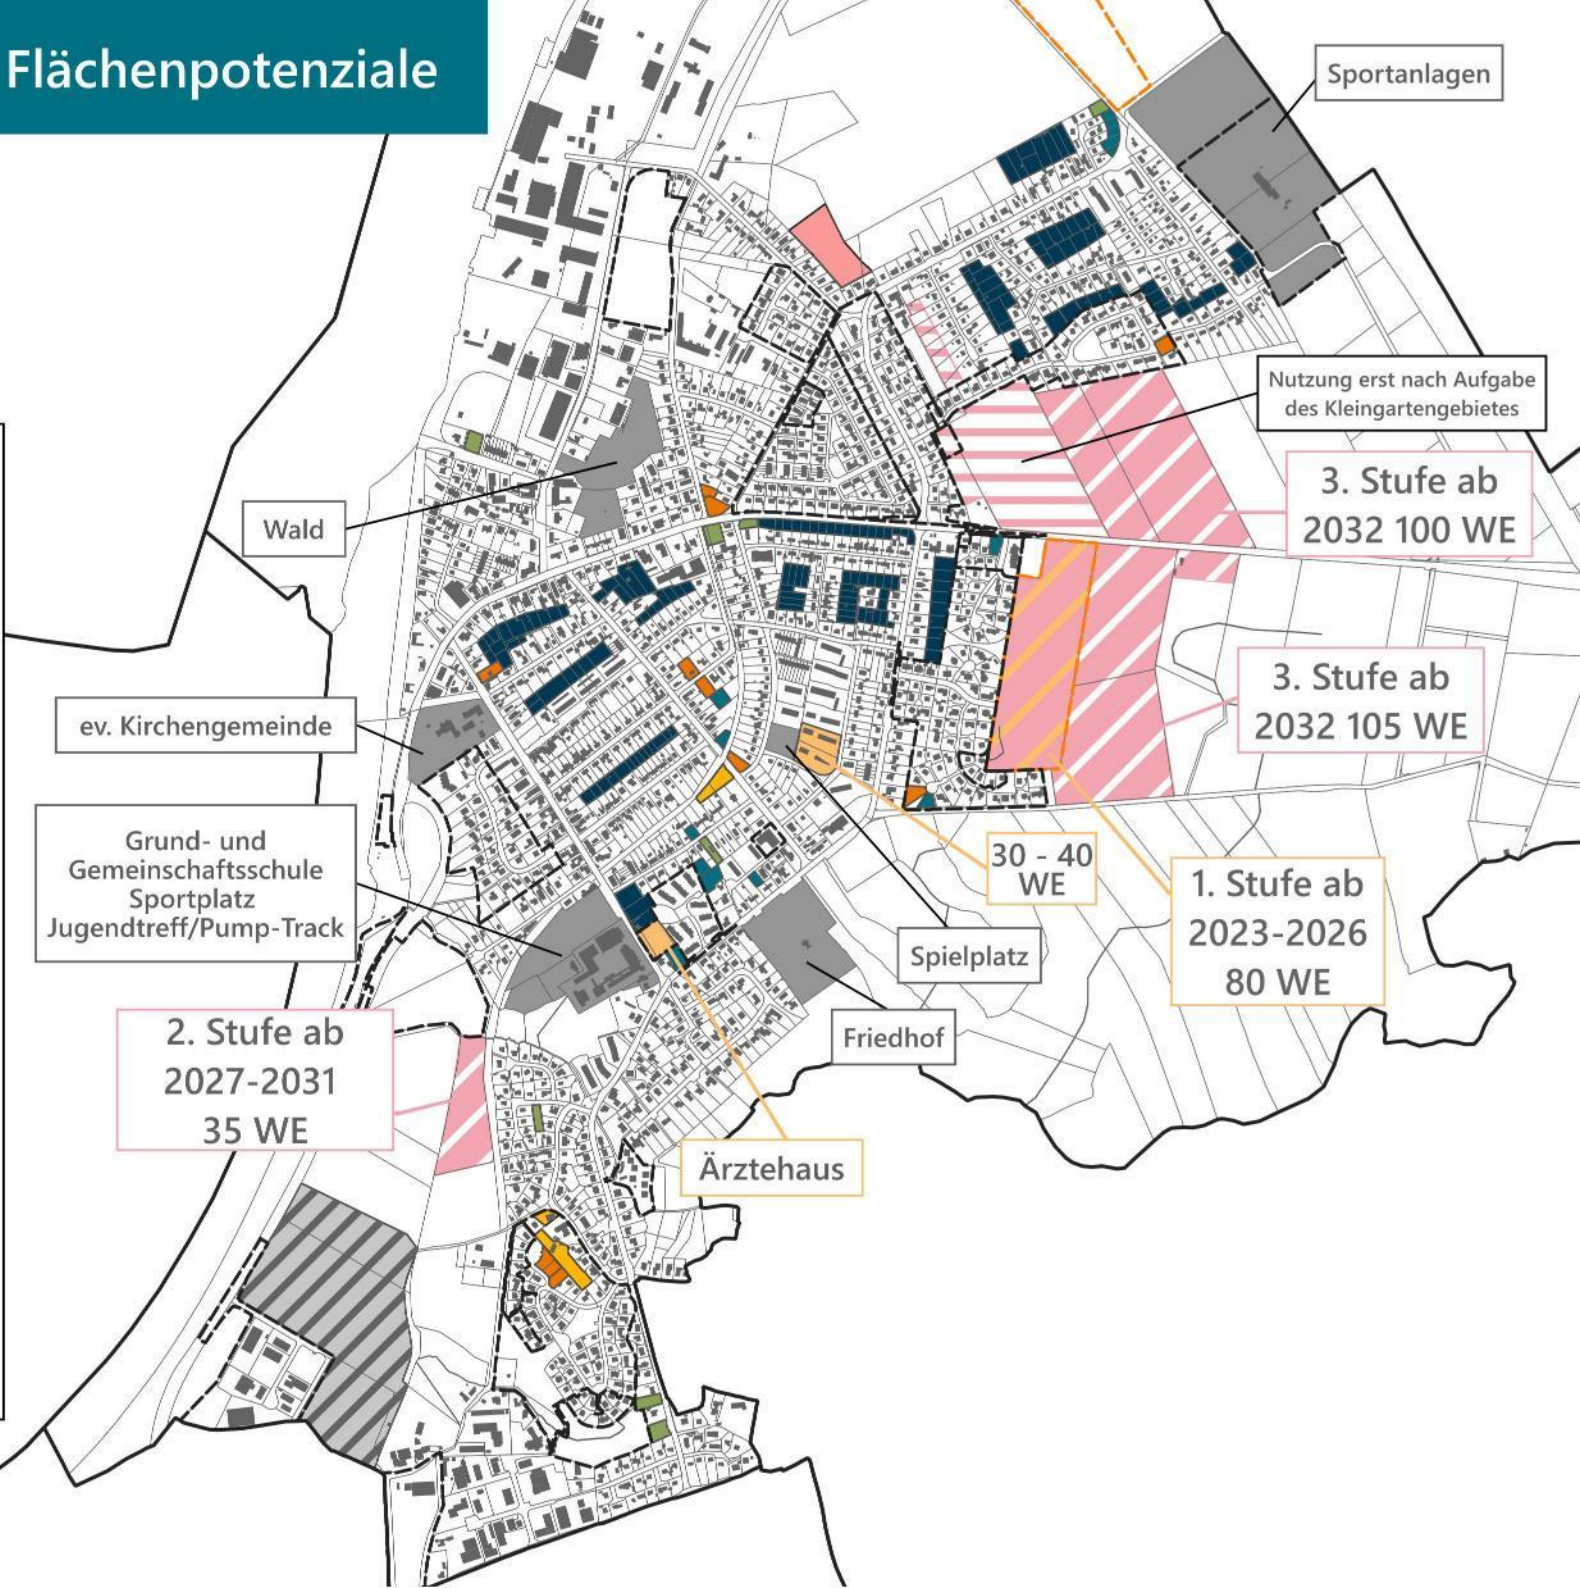 Flächenpotenziale
Sportanlagen
Nutzung erst nach Aufgabe
des Kleingartengebietes
3. Stufe ab
2032 100 WE
Wald
3. Stufe ab
2032 105 WE
ev. Kirchengemeinde
Grund- und
Gemeinschaftsschule
Sportplatz
Jugendtreff/Pump-Track
30 - 40
WE
1. Stufe ab
2023-2026
80 WE
Spielplatz
Friedhof
2. Stufe ab
2027-2031
35 WE
Ärztehaus